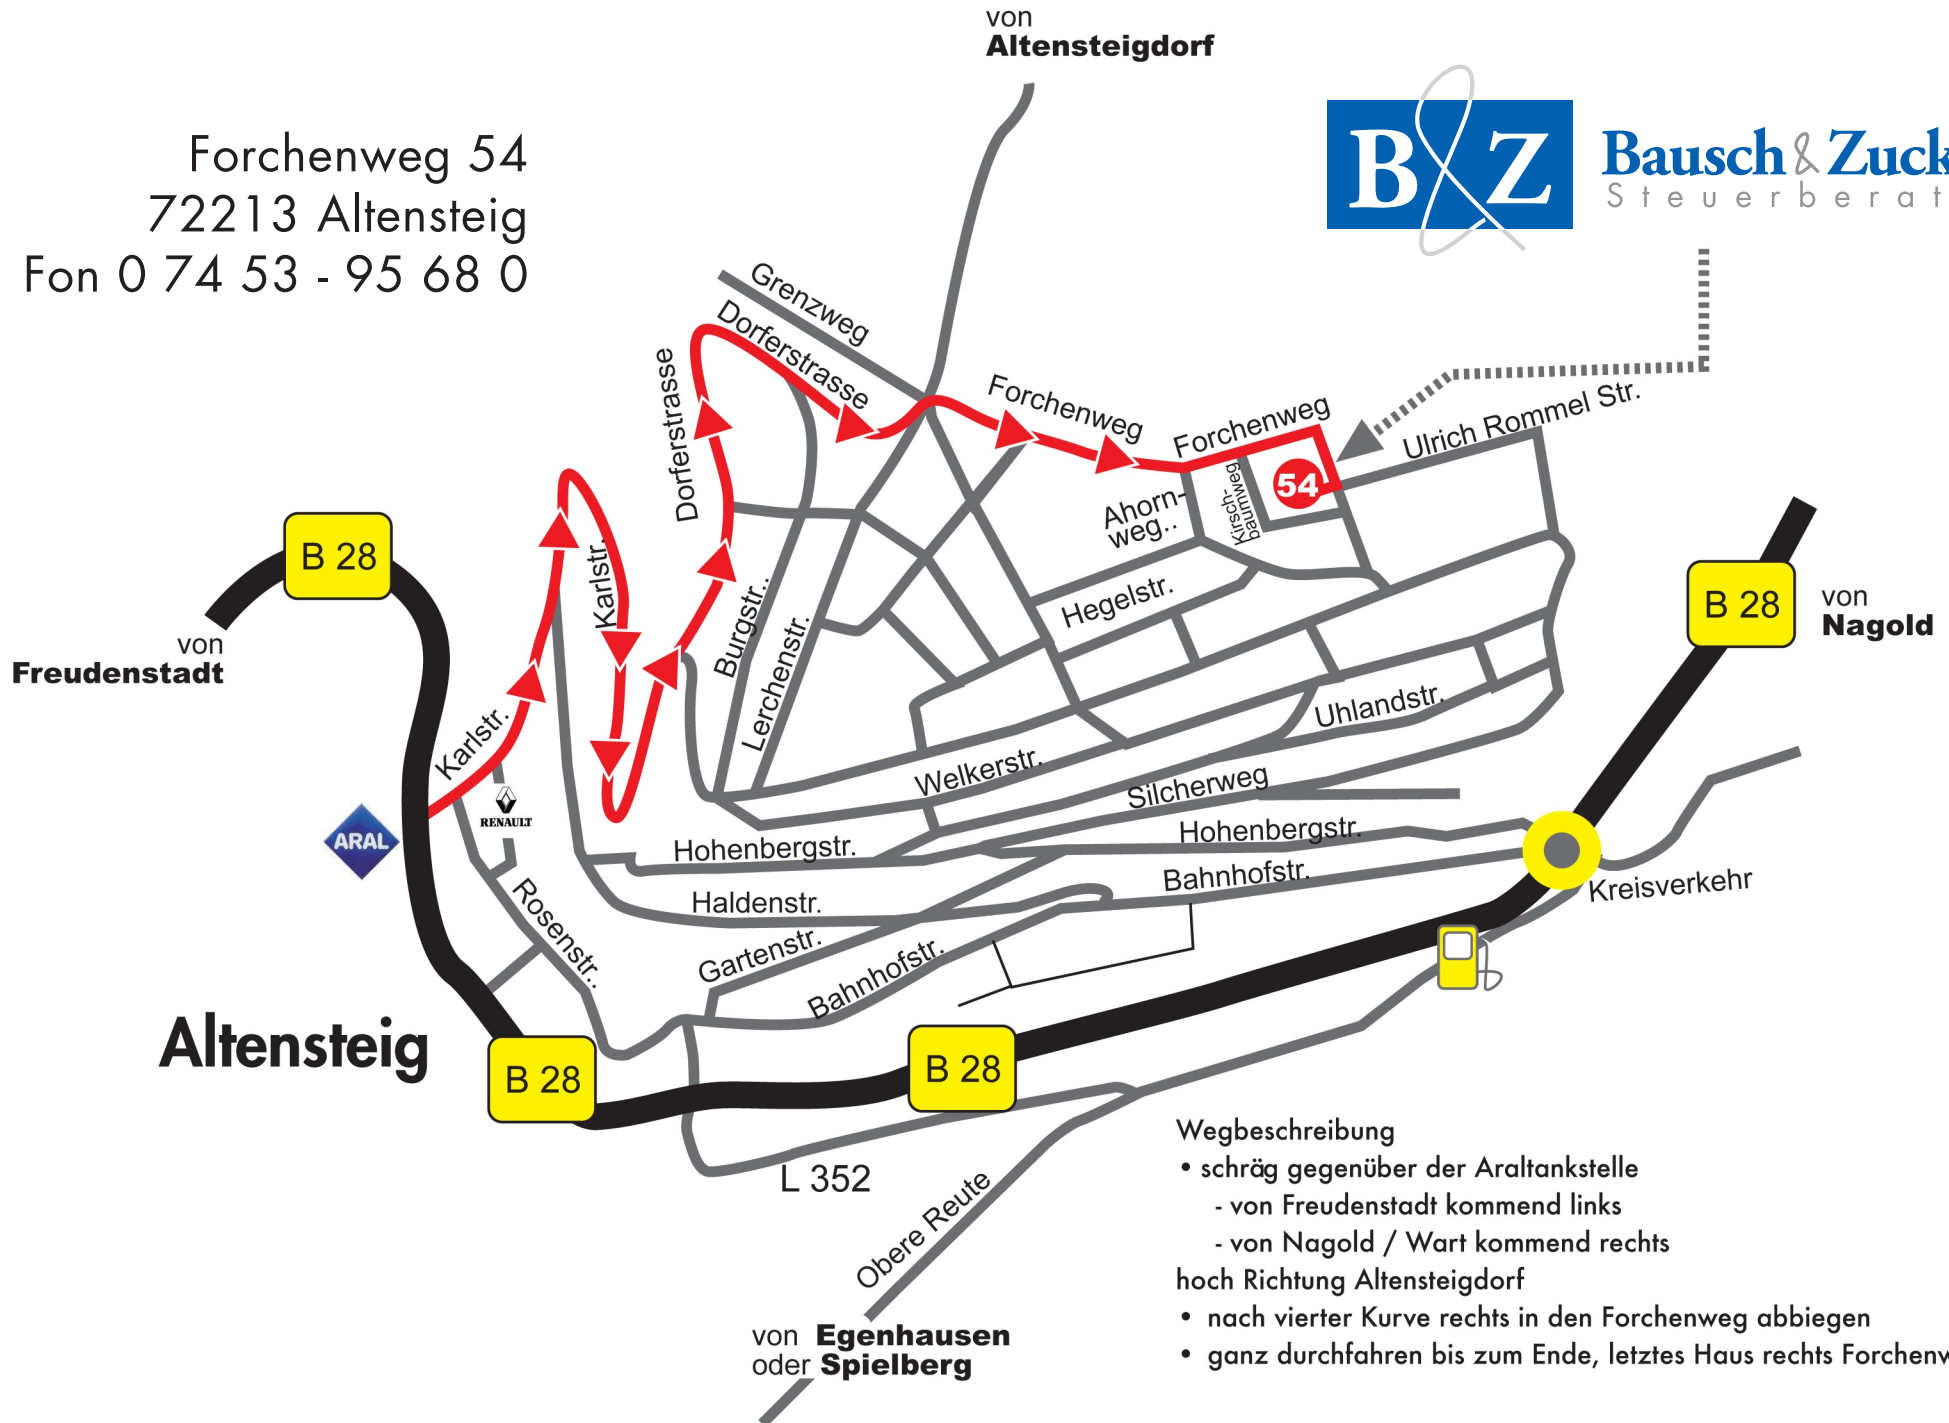 von
Altensteigdorf
Forchenweg 54
72213 Altensteig
Fon 0 74 53 - 95 68 0
B&Z
Bausch & Zuck
Steuerberat
Grenzweg
Dorferstrasse
Dorferstrasse
Forchenweg
Forchenweg
Ulrich Rommel Str.
54
Ahorn-
weg..
Kirsch-
baumweg
B 28
von
Freudenstadt
Karlstr.
Karlstr.
Burgstr..
Lerchenstr.
Hegelstr.
B 28
von
Nagold
Uhlandstr.
Welkerstr.
Silcherweg
RENAULT
ARAL
Hohenbergstr.
Hohenbergstr.
Bahnhofstr.
Kreisverkehr
Haldenstr.
Rosenstr..
Gartenstr.
Bahnhofstr.
Altensteig
B 28
B 28
L 352
Obere Reute
von Egenhausen
oder Spielberg
Wegbeschreibung
• schräg gegenüber der Araltankstelle
- von Freudenstadt kommend links
- von Nagold / Wart kommend rechts
hoch Richtung Altensteigdorf
• nach vierter Kurve rechts in den Forchenweg abbiegen
• ganz durchfahren bis zum Ende, letztes Haus rechts Forchenw